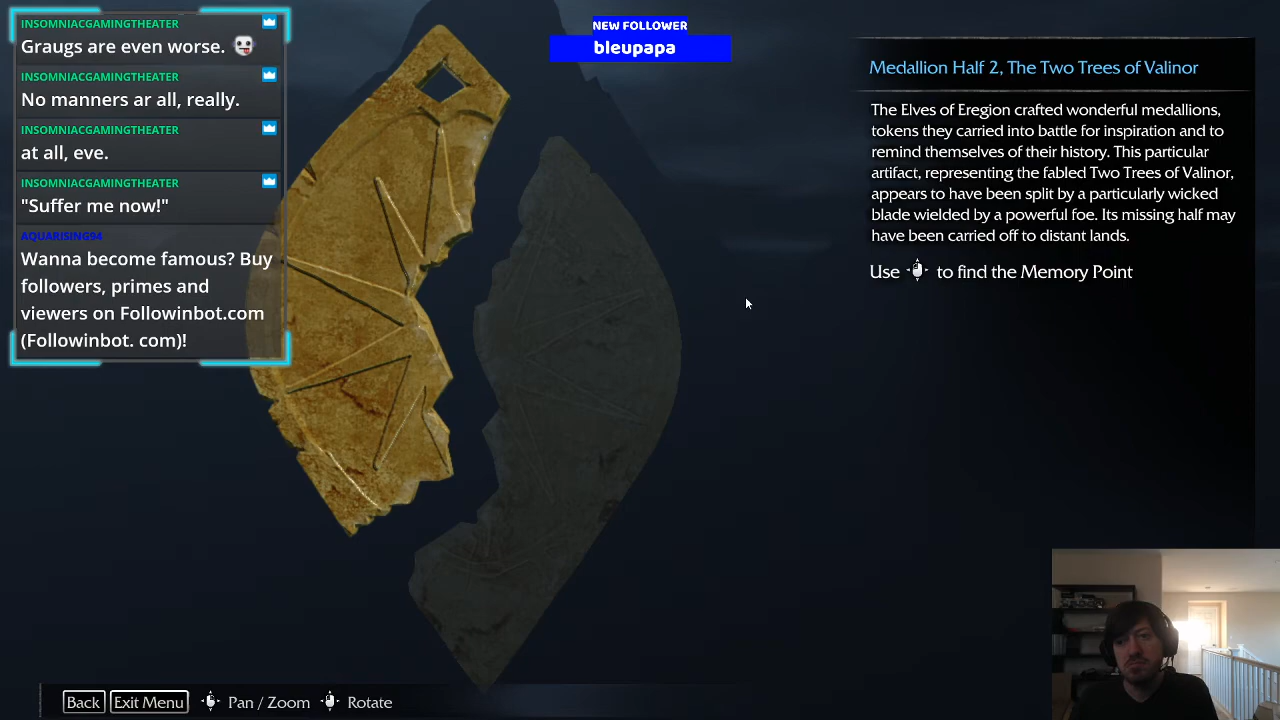 INSOMNIACGAMINGTHEATER
Graugs are even worse.
INSOMNIACGAMINGTHEATER
No manners ar all, really.
INSOMNIACGAMINGTHEATER
at all, eve.
INSOMNIACGAMINGTHEATER
"Suffer me now!"
AQUARISING94
Wanna become famous? Buy
followers, primes and
viewers on Followinbot.com
(Followinbot. com)!
NEW FOLLOWER
bleupapa
Medallion Half 2, The Two Trees of Valinor
The Elves of Eregion crafted wonderful medallions,
tokens they carried into battle for inspiration and to
remind themselves of their history. This particular
artifact, representing the fabled Two Trees of Valinor,
appears to have been split by a particularly wicked
blade wielded by a powerful foe. Its missing half may
have been carried off to distant lands.
Use to find the Memory Point
Back Exit Menu Pan / Zoom Rotate